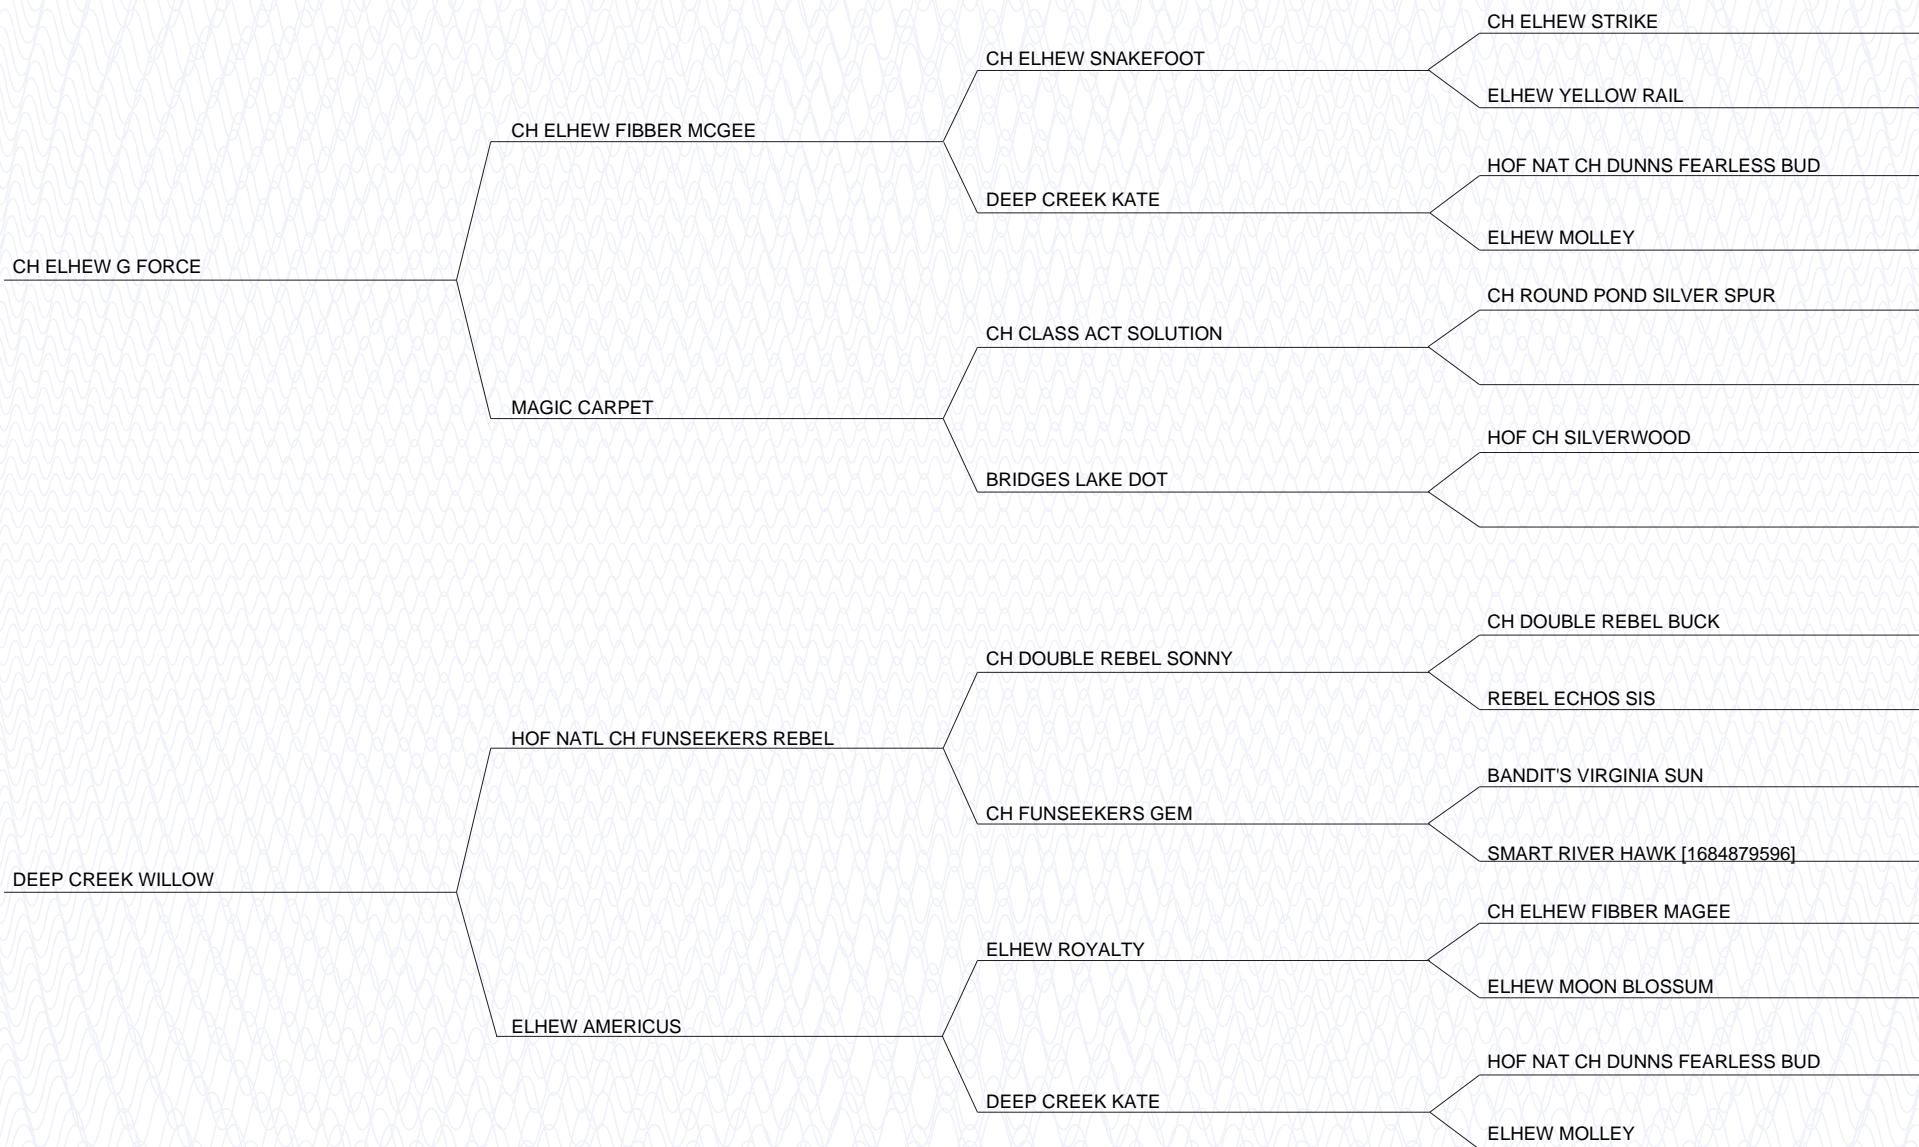 CH ELHEW STRIKE
CH ELHEW SNAKEFOOT
ELHEW YELLOW RAIL
CH ELHEW FIBBER MCGEE
HOF NAT CH DUNNS FEARLESS BUD
DEEP CREEK KATE
ELHEW MOLLEY
CH ELHEW G FORCE
CH ROUND POND SILVER SPUR
CH CLASS ACT SOLUTION
MAGIC CARPET
HOF CH SILVERWOOD
BRIDGES LAKE DOT
CH DOUBLE REBEL BUCK
CH DOUBLE REBEL SONNY
REBEL ECHOS SIS
HOF NATL CH FUNSEEKERS REBEL
BANDIT'S VIRGINIA SUN
CH FUNSEEKERS GEM
SMART RIVER HAWK [1684879596]
DEEP CREEK WILLOW
CH ELHEW FIBBER MAGEE
ELHEW ROYALTY
ELHEW MOON BLOSSUM
ELHEW AMERICUS
HOF NAT CH DUNNS FEARLESS BUD
DEEP CREEK KATE
ELHEW MOLLEY